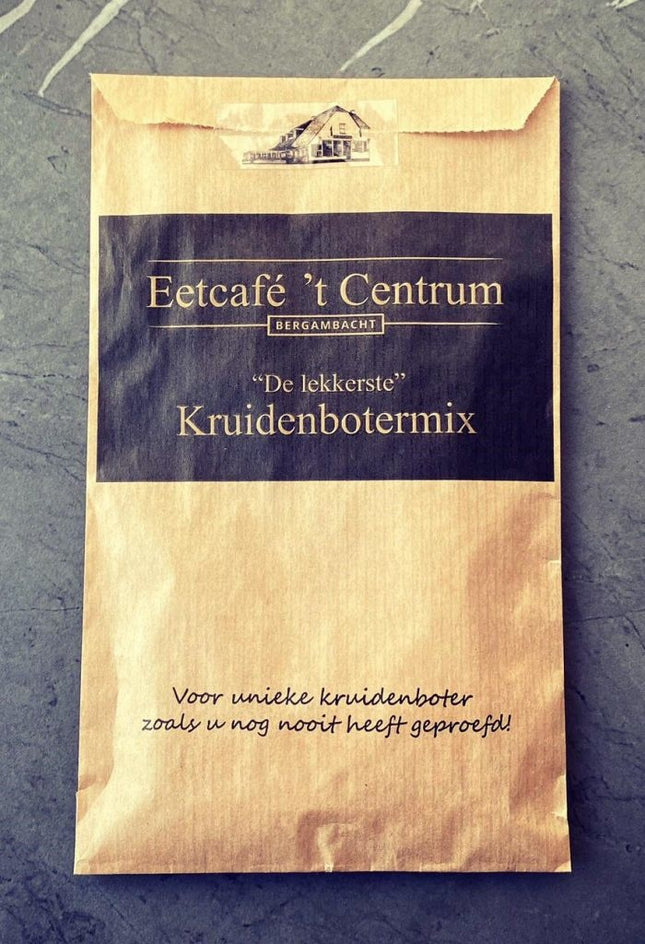 Eetcafé ’t Centrum
BERGAMBACHT
“De lekkerste”
Kruidenbotermix
Voor unieke kruidenboter
zoals u nog nooit heeft geproefd!